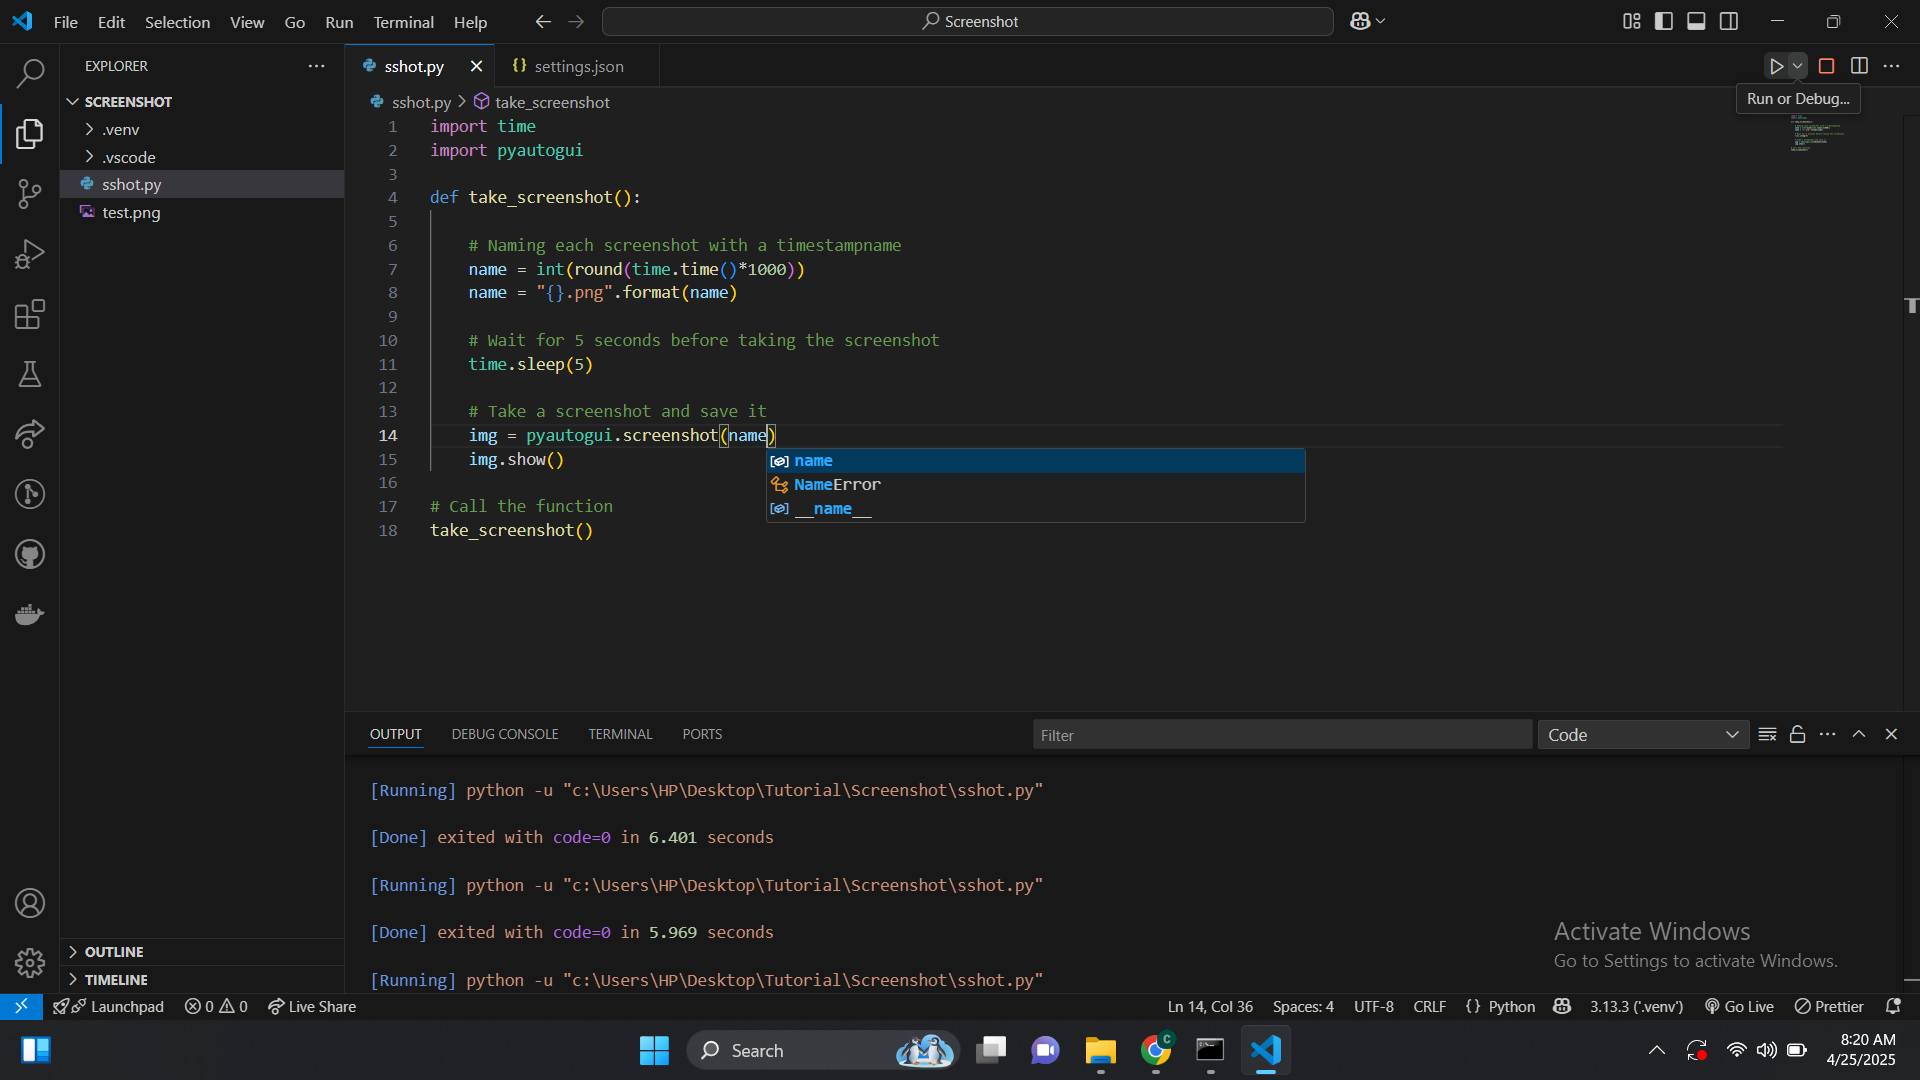 File Edit Selection View Go Run Terminal Help
Screenshot
EXPLORER
sshot.py
settings.json
Run or Debug...
SCREENSHOT
.venv
.vscode
sshot.py
test.png
sshot.py > take_screenshot
1 import time
2 import pyautogui
3
4 def take_screenshot():
5
6 # Naming each screenshot with a timestampname
7 name = int(round(time.time()*1000))
8 name = "{}.png".format(name)
9
10 # Wait for 5 seconds before taking the screenshot
11 time.sleep(5)
12
13 # Take a screenshot and save it
14 img = pyautogui.screenshot(name)
15 img.show()
16
17 # Call the function
18 take_screenshot()
name
NameError
__name__
OUTPUT DEBUG CONSOLE TERMINAL PORTS
Filter
Code
[Running] python -u "c:\Users\HP\Desktop\Tutorial\Screenshot\sshot.py"
[Done] exited with code=0 in 6.401 seconds
[Running] python -u "c:\Users\HP\Desktop\Tutorial\Screenshot\sshot.py"
[Done] exited with code=0 in 5.969 seconds
[Running] python -u "c:\Users\HP\Desktop\Tutorial\Screenshot\sshot.py"
OUTLINE
TIMELINE
Activate Windows
Go to Settings to activate Windows.
Launchpad 0 0 Live Share
Ln 14, Col 36 Spaces: 4 UTF-8 CRLF {} Python 3.13.3 ('.venv') Go Live Prettier
Search
C
8:20 AM
4/25/2025